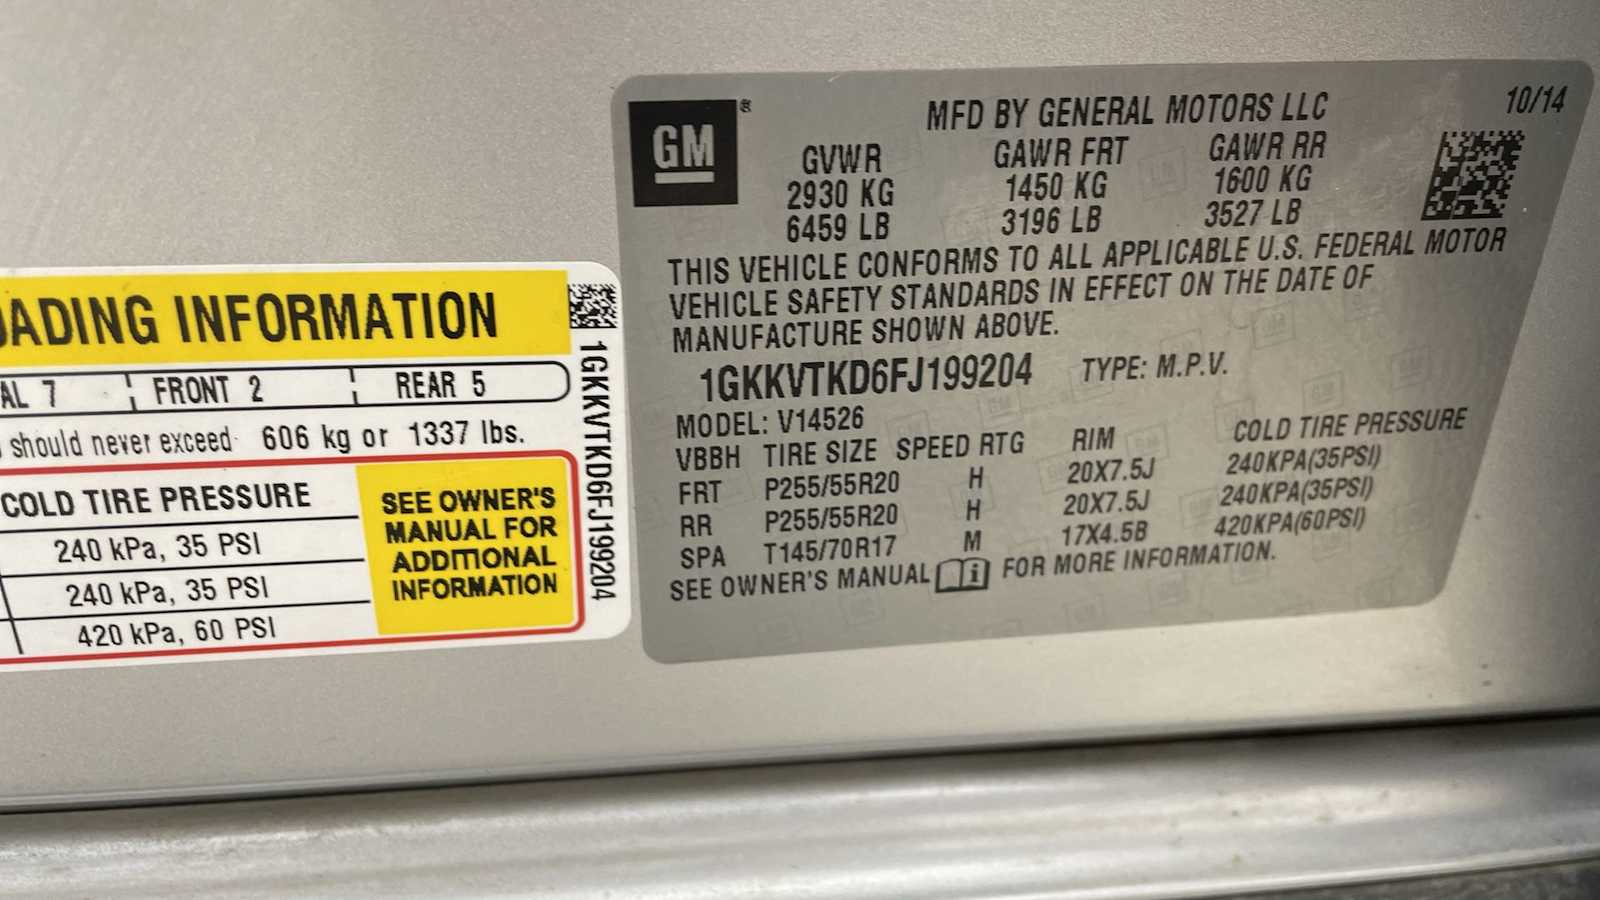 ADING INFORMATION
AL 7 FRONT 2 REAR 5
should never exceed 606 kg or 1337 lbs.
COLD TIRE PRESSURE
240 kPa, 35 PSI
240 kPa, 35 PSI
420 kPa, 60 PSI
SEE OWNER'S
MANUAL FOR
ADDITIONAL
INFORMATION
1GKKVTKD6FJ199204
GM®
MFD BY GENERAL MOTORS LLC 10/14
GVWR GAWR FRT GAWR RR
2930 KG 1450 KG 1600 KG
6459 LB 3196 LB 3527 LB
THIS VEHICLE CONFORMS TO ALL APPLICABLE U.S. FEDERAL MOTOR
VEHICLE SAFETY STANDARDS IN EFFECT ON THE DATE OF
MANUFACTURE SHOWN ABOVE.
1GKKVTKD6FJ199204 TYPE: M.P.V.
MODEL: V14526
VBBH TIRE SIZE SPEED RTG RIM COLD TIRE PRESSURE
FRT P255/55R20 H 20X7.5J 240KPA(35PSI)
RR P255/55R20 H 20X7.5J 240KPA(35PSI)
SPA T145/70R17 M 17X4.5B 420KPA(60PSI)
SEE OWNER'S MANUAL i FOR MORE INFORMATION.